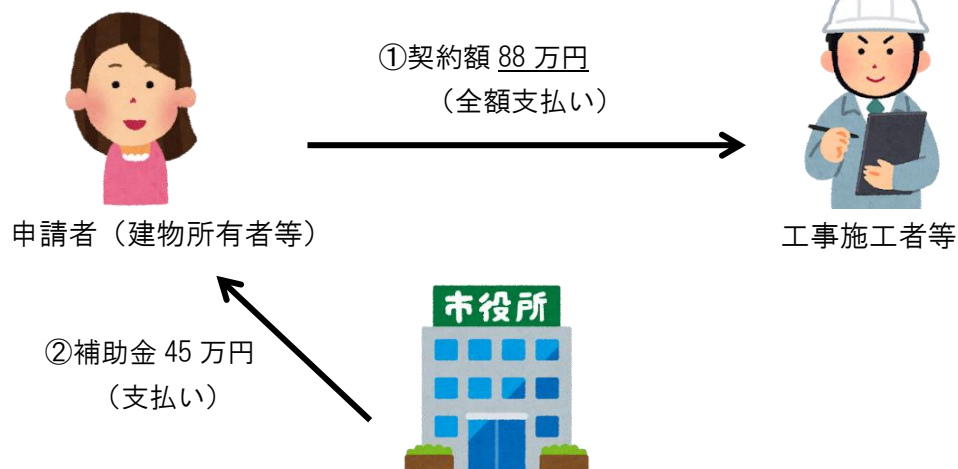 ①契約額 88 万円
（全額支払い）
申請者（建物所有者等）
工事施工者等
市役所
②補助金 45 万円
（支払い）